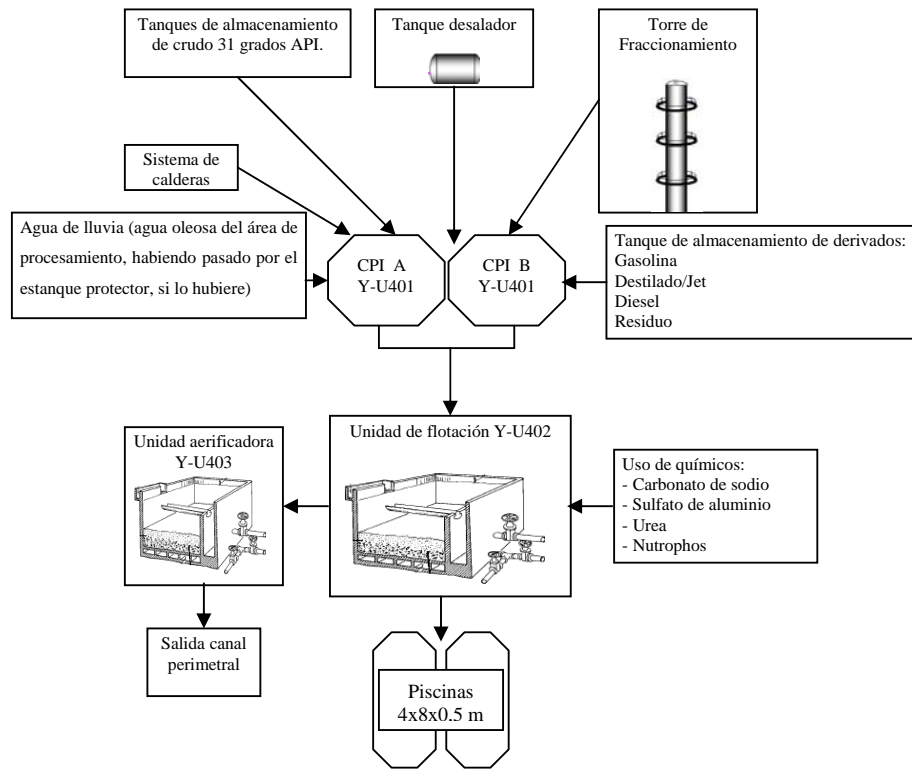 Tanques de almacenamiento
de crudo 31 grados API.
Tanque desalador
Torre de
Fraccionamiento
Sistema de
calderas
Agua de lluvia (agua oleosa del área de
procesamiento, habiendo pasado por el
estanque protector, si lo hubiere)
CPI A
Y-U401
CPI B
Y-U401
Tanque de almacenamiento de derivados:
Gasolina
Destilado/Jet
Diesel
Residuo
Unidad aerificadora
Y-U403
Unidad de flotación Y-U402
Uso de químicos:
- Carbonato de sodio
- Sulfato de aluminio
- Urea
- Nutrophos
Salida canal
perimetral
Piscinas
4x8x0.5 m